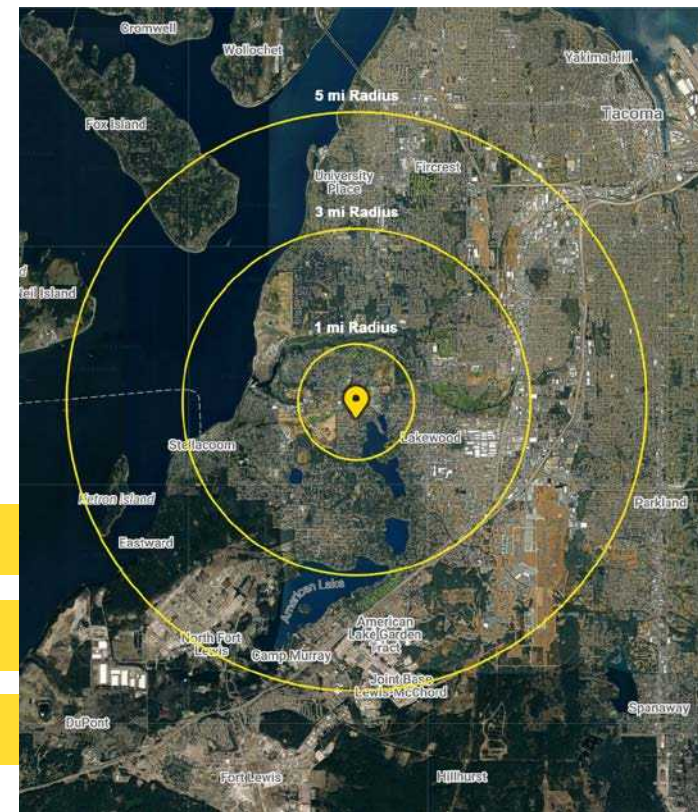 Cromwell
Wollochet
Yakima Hill
5 mi Radius
Tacoma
Fox Island
Fircrest
University
Place
3 mi Radius
Island
1 mi Radius
Lakewood
Steilacoom
Ketron Island
Parkland
Eastward
American Lake
American
Lake Garden
Tract
North Fort
Lewis
Camp Murray
Joint Base
Lewis-McChord
Spanaway
DuPont
Fort Lewis
Hillhurst